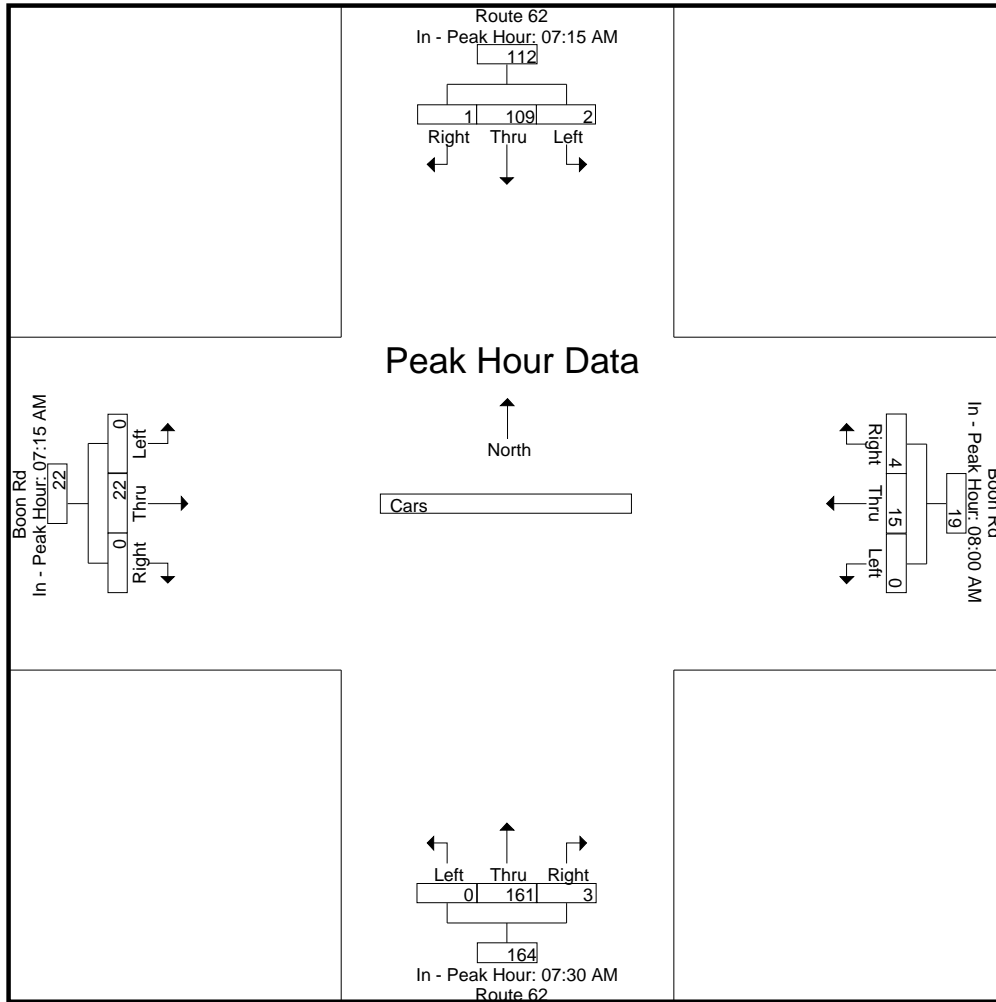 Route 62
In - Peak Hour: 07:15 AM
112
1 109 2
Right Thru Left
Peak Hour Data
North
Cars
Boon Rd
In - Peak Hour: 07:15 AM
22
0 22 0
Left Thru Right
Boon Rd
In - Peak Hour: 08:00 AM
19
4 15 0
Right Thru Left
Left Thru Right
0 161 3
164
In - Peak Hour: 07:30 AM
Route 62